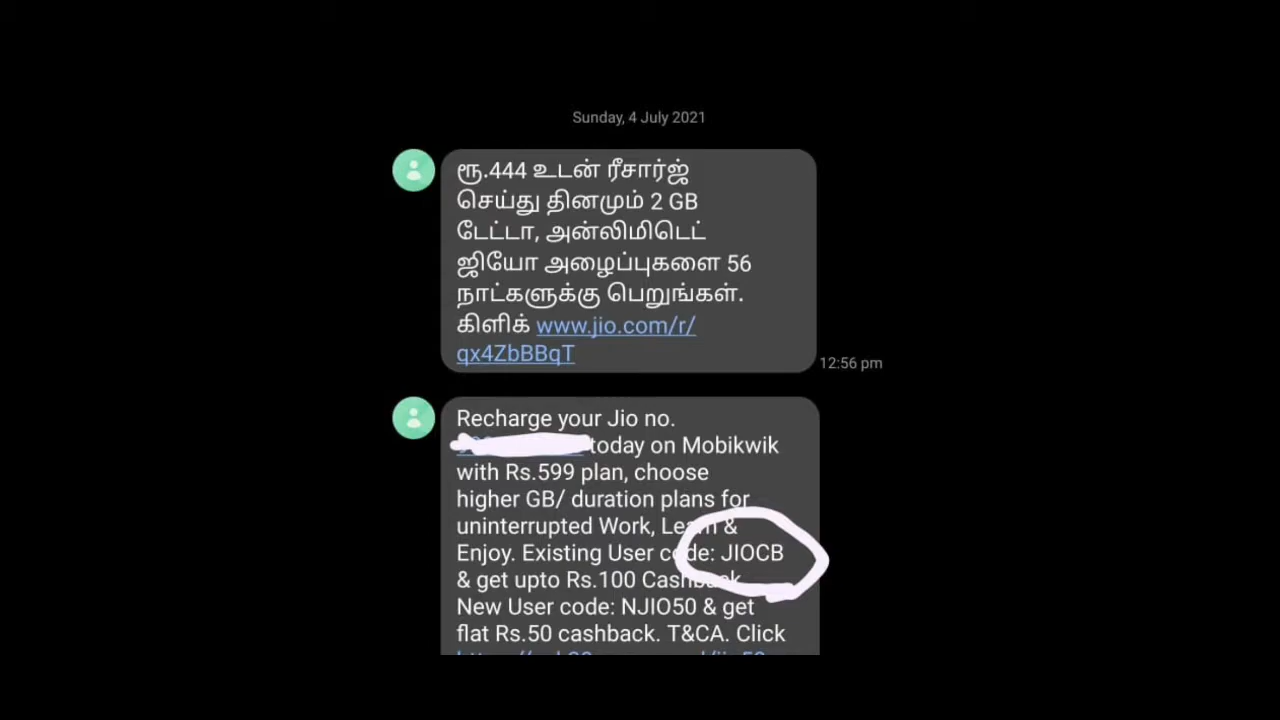 Sunday, 4 July 2021
ரூ.444 உடன் ரீசார்ஜ்
செய்து தினமும் 2 GB
டேட்டா, அன்லிமிடெட்
ஜியோ அழைப்புகளை 56
நாட்களுக்கு பெறுங்கள்.
கிளிக் www.jio.com/r/
qx4ZbBBqT
12:56 pm
Recharge your Jio no.
today on Mobikwik
with Rs.599 plan, choose
higher GB/ duration plans for
uninterrupted Work, Learn &
Enjoy. Existing User code: JIOCB
& get upto Rs.100 Cashback
New User code: NJIO50 & get
flat Rs.50 cashback. T&CA. Click